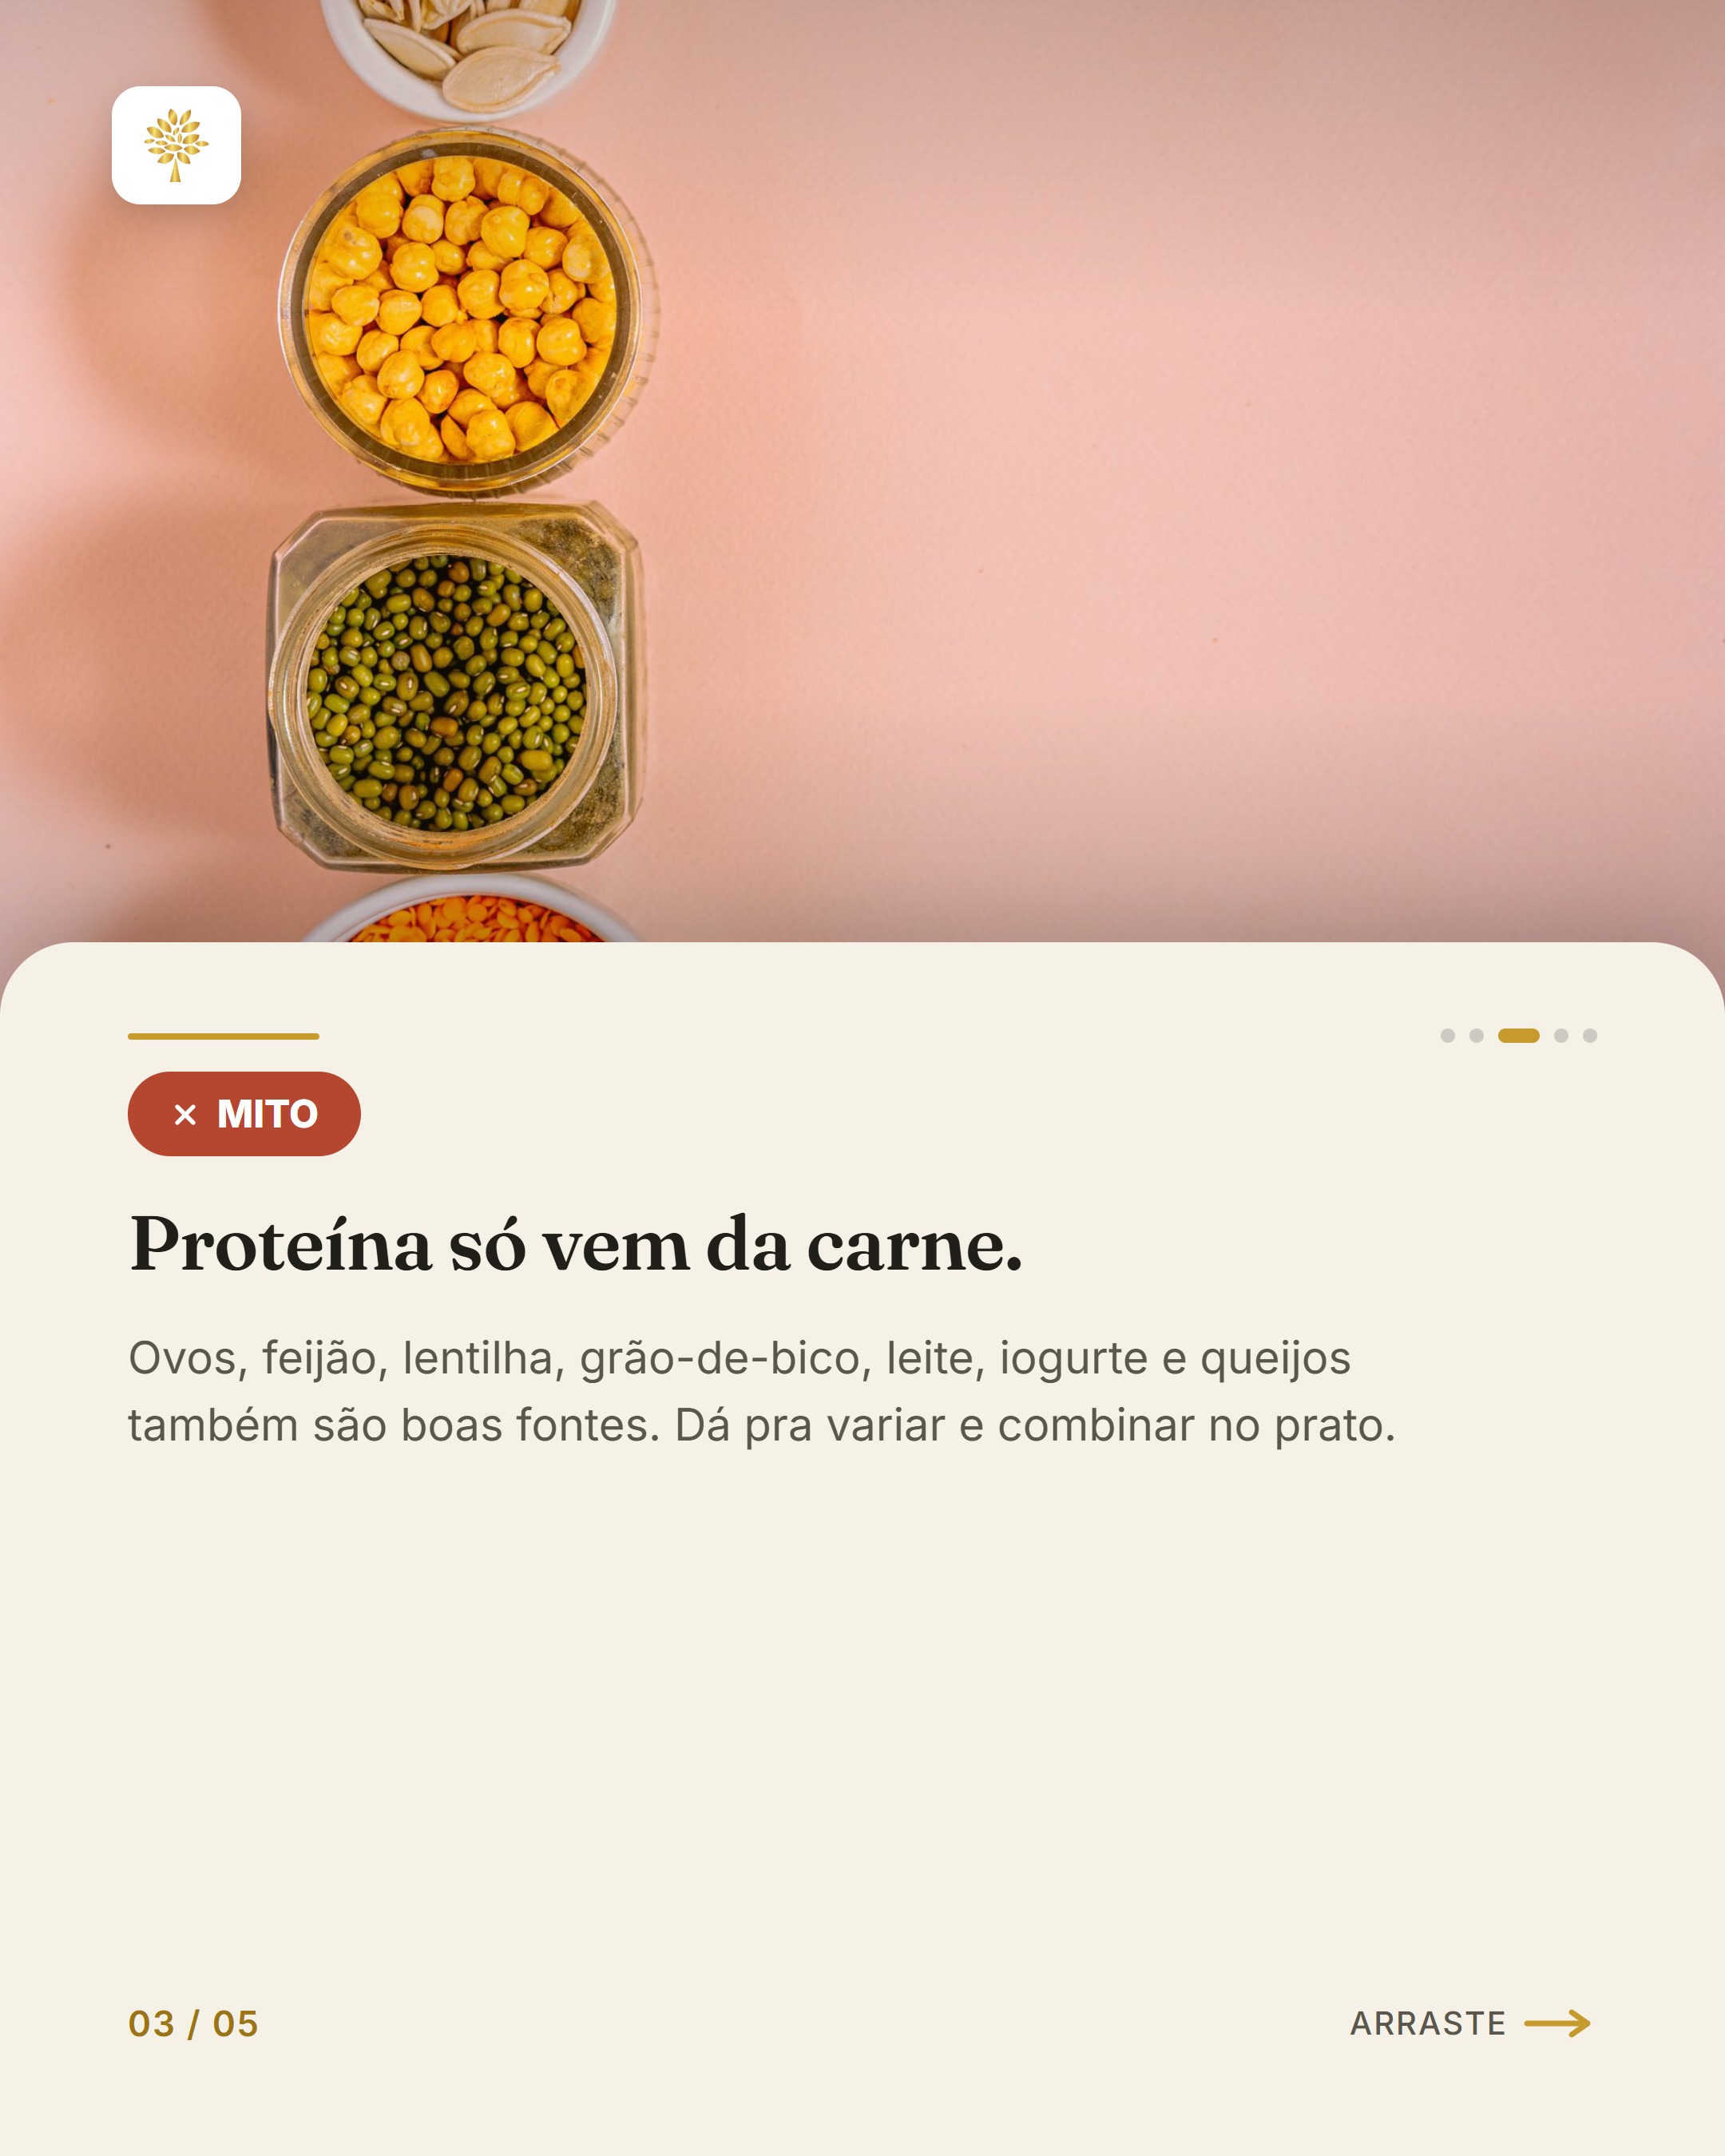 × MITO
Proteína só vem da carne.
Ovos, feijão, lentilha, grão-de-bico, leite, iogurte e queijos
também são boas fontes. Dá pra variar e combinar no prato.
03 / 05
ARRASTE →